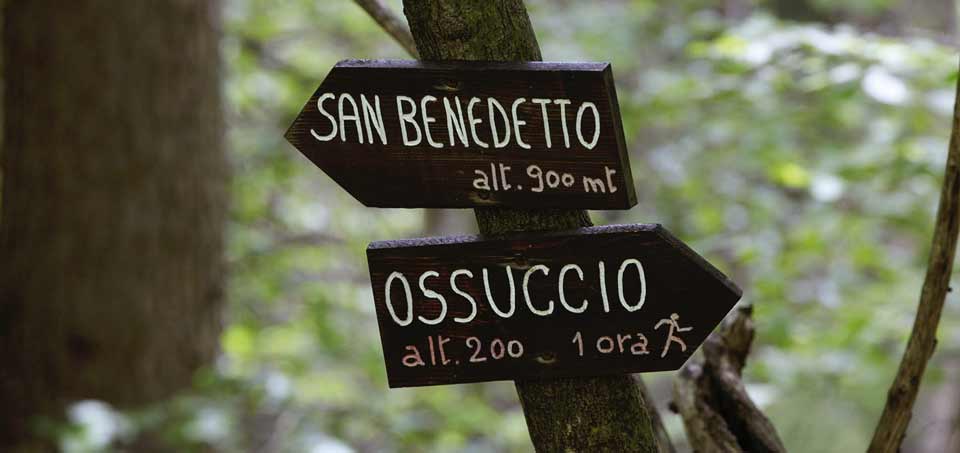 SAN BENEDETTO
alt. 900 mt
OSSUCCIO
alt. 200 1 ora